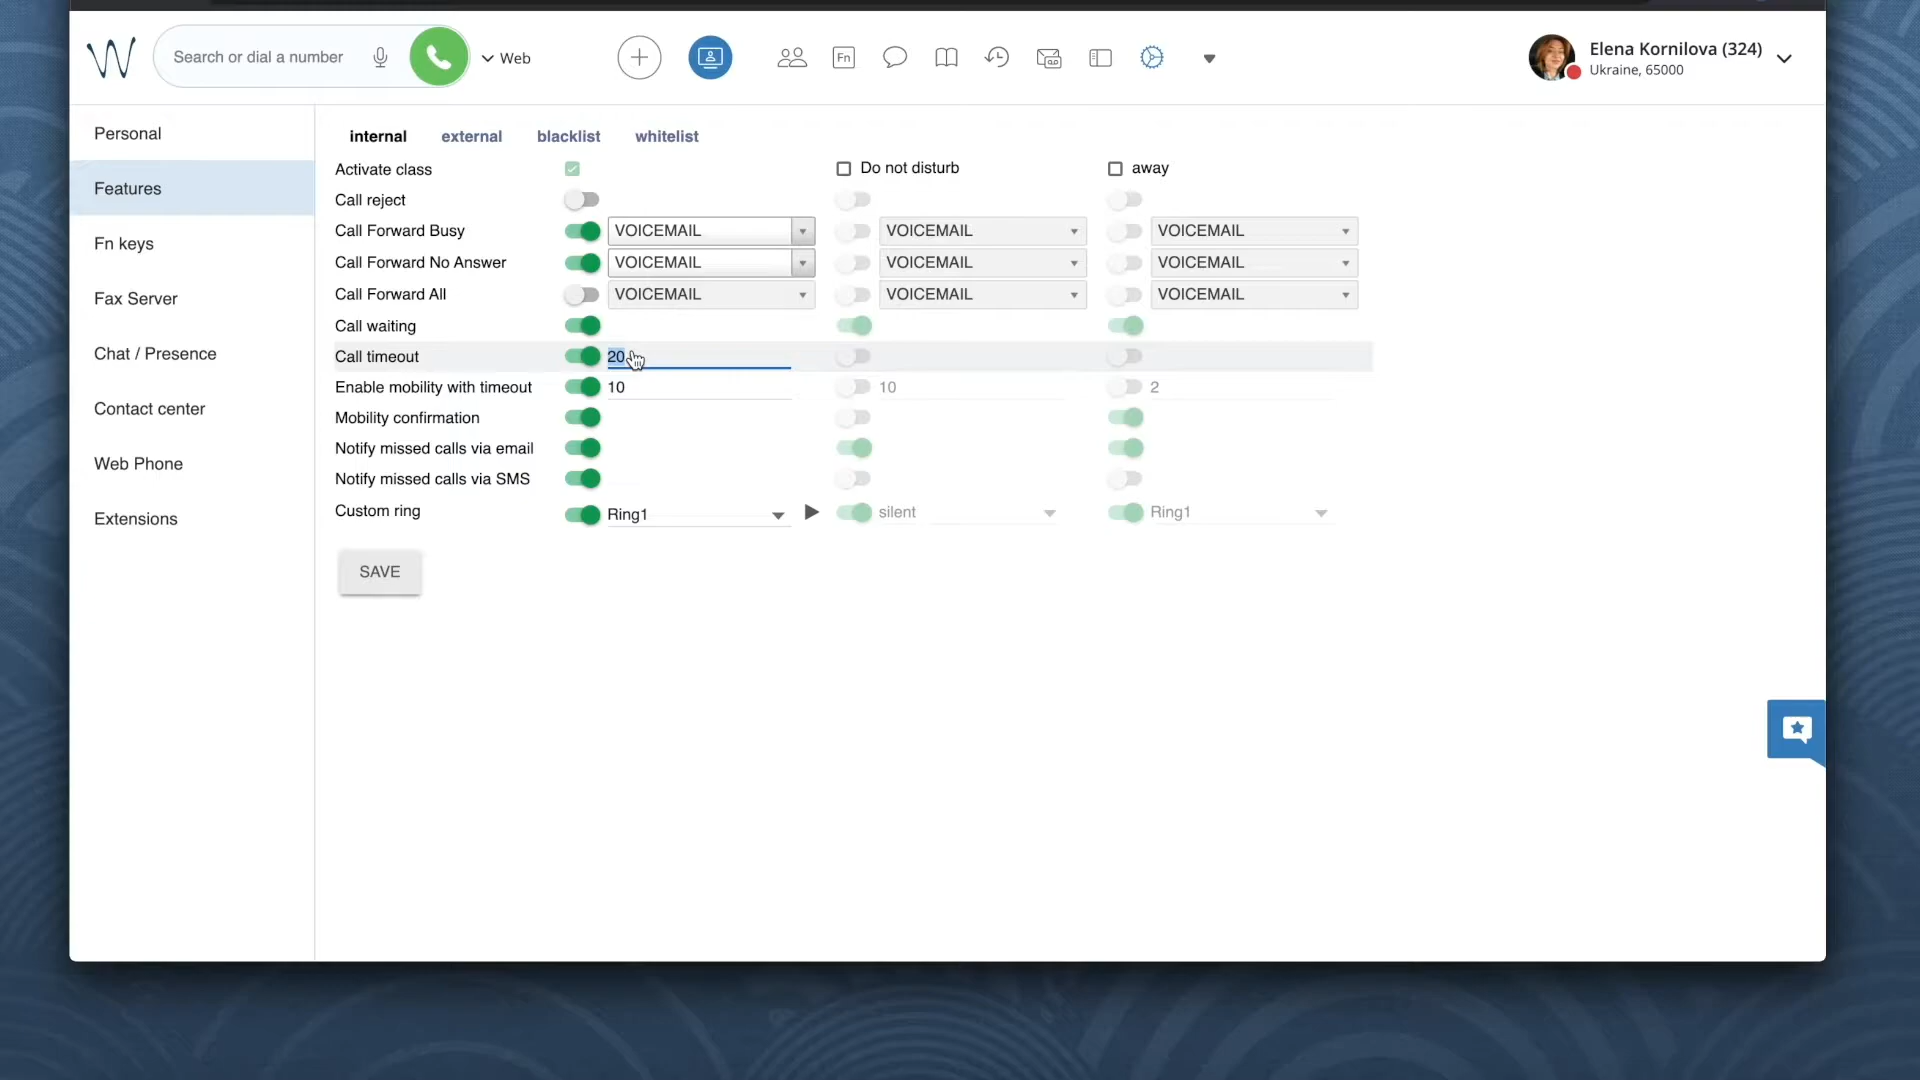 Search or dial a number
Web
Fn
Elena Kornilova (324)
Ukraine, 65000
Personal
Features
Fn keys
Fax Server
Chat / Presence
Contact center
Web Phone
Extensions
internal external blacklist whitelist
Activate class Do not disturb away
Call reject
Call Forward Busy VOICEMAIL VOICEMAIL VOICEMAIL
Call Forward No Answer VOICEMAIL VOICEMAIL VOICEMAIL
Call Forward All VOICEMAIL VOICEMAIL VOICEMAIL
Call waiting
Call timeout 20
Enable mobility with timeout 10 10 2
Mobility confirmation
Notify missed calls via email
Notify missed calls via SMS
Custom ring Ring1 silent Ring1
SAVE